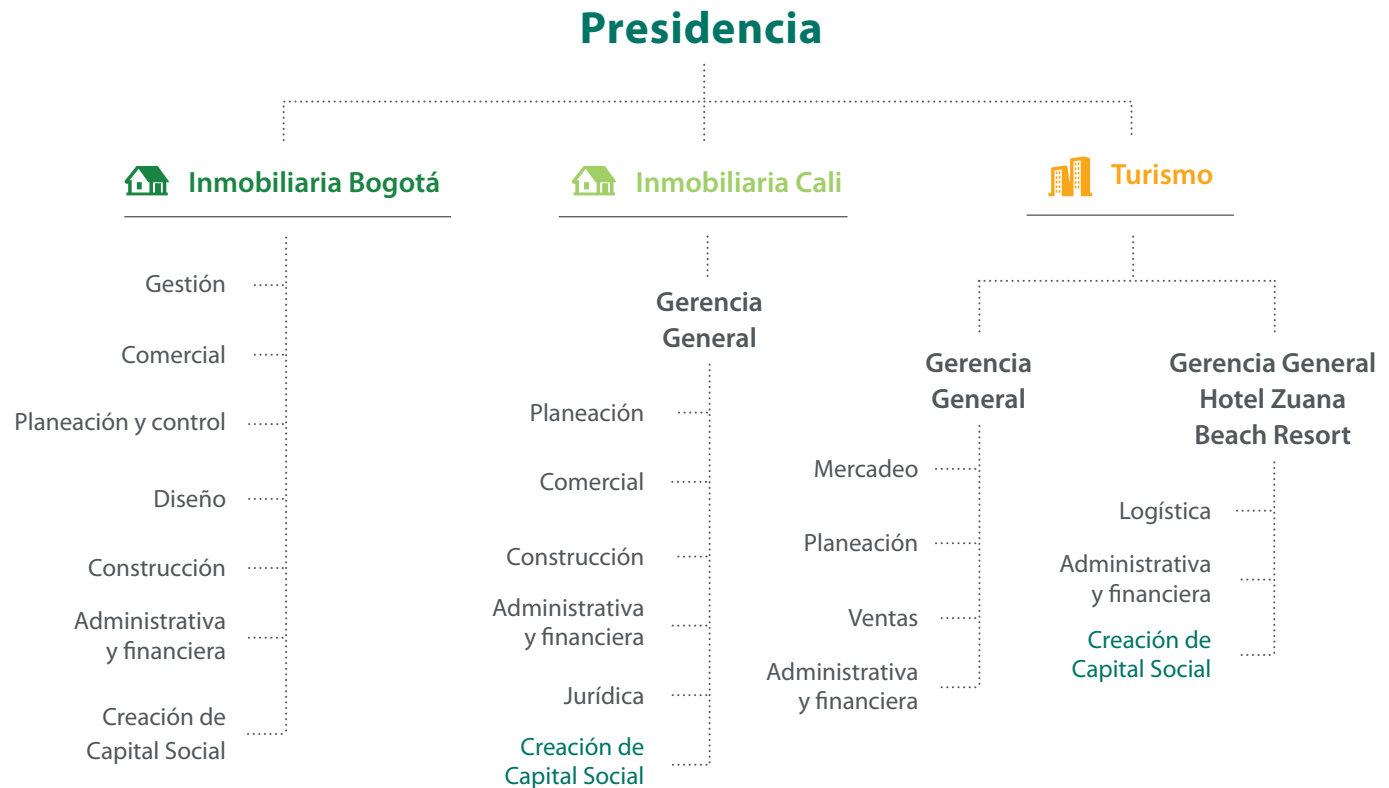 Presidencia
Inmobiliaria Bogotá
Gestión
Comercial
Planeación y control
Diseño
Construcción
Administrativa
y financiera
Creación de
Capital Social
Inmobiliaria Cali
Gerencia
General
Planeación
Comercial
Construcción
Administrativa
y financiera
Jurídica
Creación de
Capital Social
Turismo
Gerencia
General
Mercadeo
Planeación
Ventas
Administrativa
y financiera
Gerencia General
Hotel Zuana
Beach Resort
Logística
Administrativa
y financiera
Creación de
Capital Social